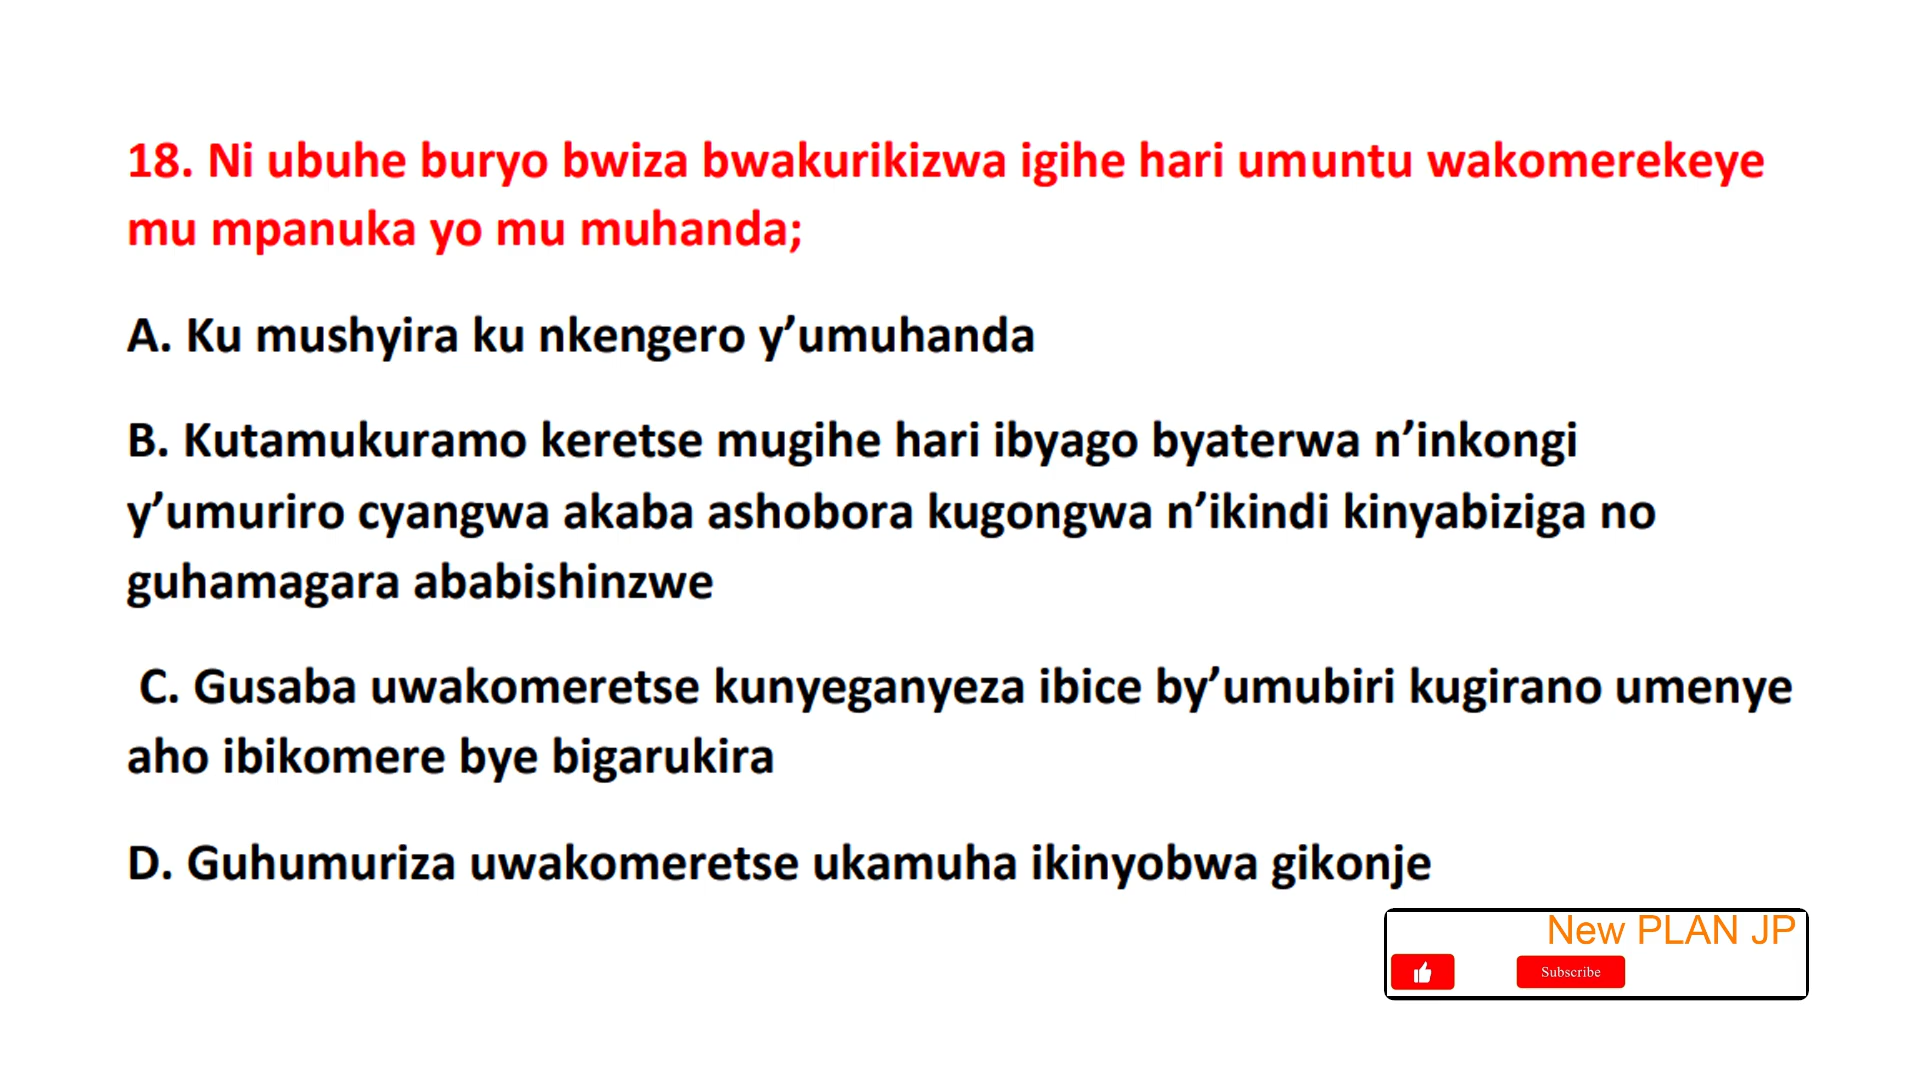 18. Ni ubuhe buryo bwiza bwakurikizwa igihe hari umuntu wakomerekeye
mu mpanuka yo mu muhanda;
A. Ku mushyira ku nkengero y’umuhanda
B. Kutamukuramo keretse mugihe hari ibyago byaterwa n’inkongi
y’umuriro cyangwa akaba ashobora kugongwa n’ikindi kinyabiziga no
guhamagara ababishinzwe
C. Gusaba uwakomeretse kunyeganyeza ibice by’umubiri kugirano umenye
aho ibikomere bye bigarukira
D. Guhumuriza uwakomeretse ukamuha ikinyobwa gikonje
New PLAN JP
Subscribe